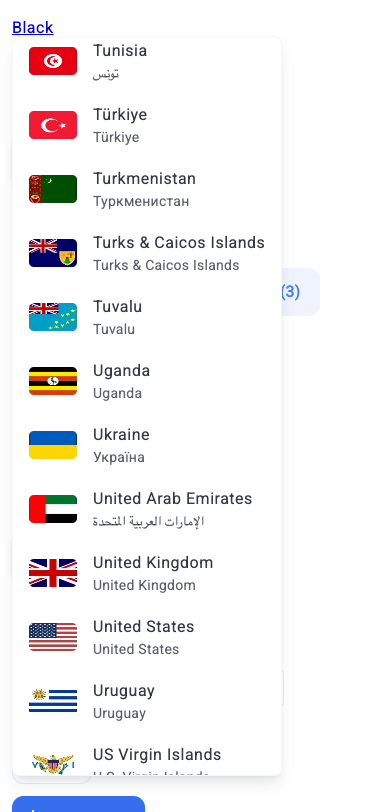 Black
Tunisia
تونس
Türkiye
Türkiye
Turkmenistan
Туркменистан
Turks & Caicos Islands
Turks & Caicos Islands
(3)
Tuvalu
Tuvalu
Uganda
Uganda
Ukraine
Україна
United Arab Emirates
الإمارات العربية المتحدة
United Kingdom
United Kingdom
United States
United States
Uruguay
Uruguay
US Virgin Islands
U.S. Virgin Islands